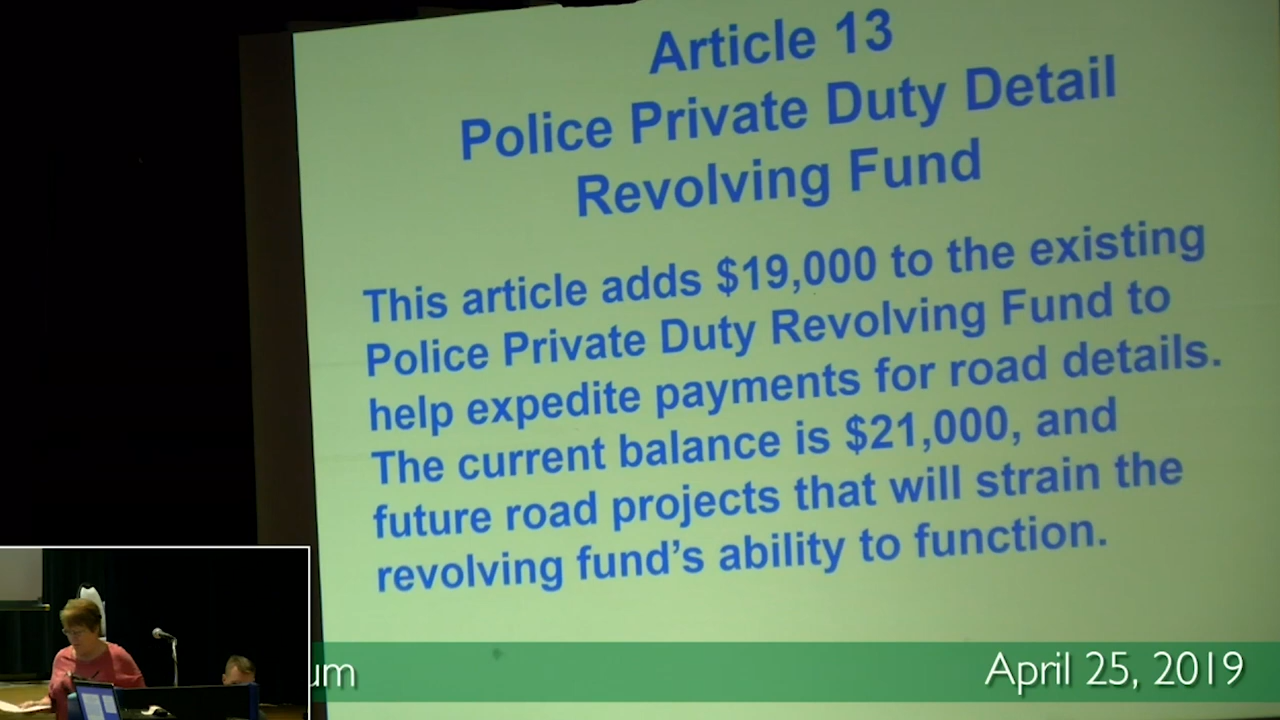 Article 13
Police Private Duty Detail
Revolving Fund
This article adds $19,000 to the existing
Police Private Duty Revolving Fund to
help expedite payments for road details.
The current balance is $21,000, and
future road projects that will strain the
revolving fund’s ability to function.
April 25, 2019